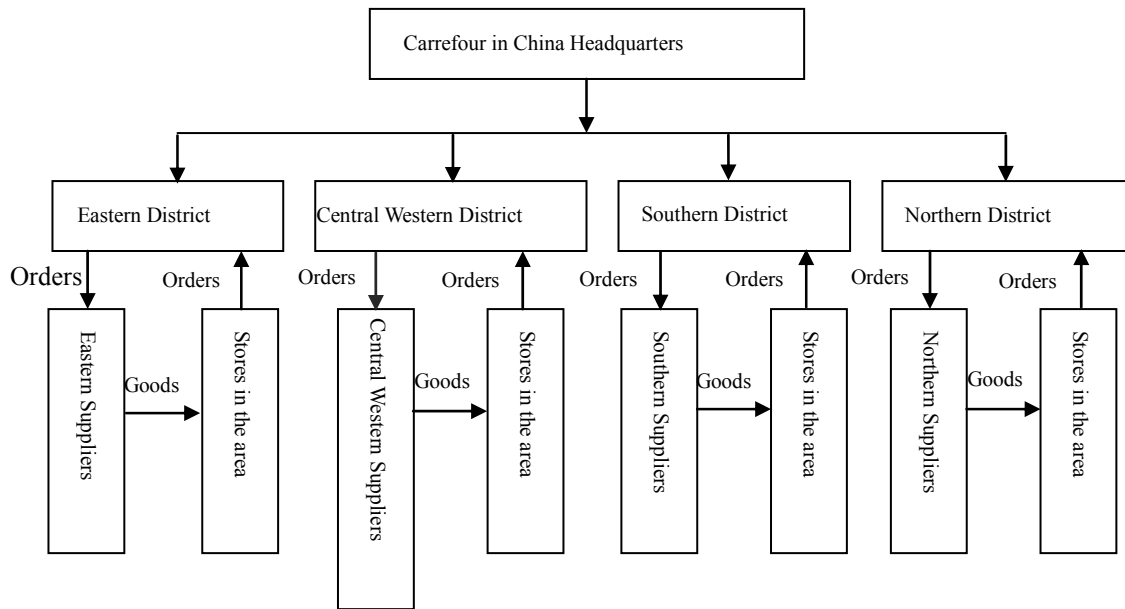 Carrefour in China Headquarters
Eastern District
Central Western District
Southern District
Northern District
Orders
Orders
Orders
Orders
Orders
Orders
Orders
Orders
Eastern Suppliers
Goods
Stores in the area
Central Western Suppliers
Goods
Stores in the area
Southern Suppliers
Goods
Stores in the area
Northern Suppliers
Goods
Stores in the area